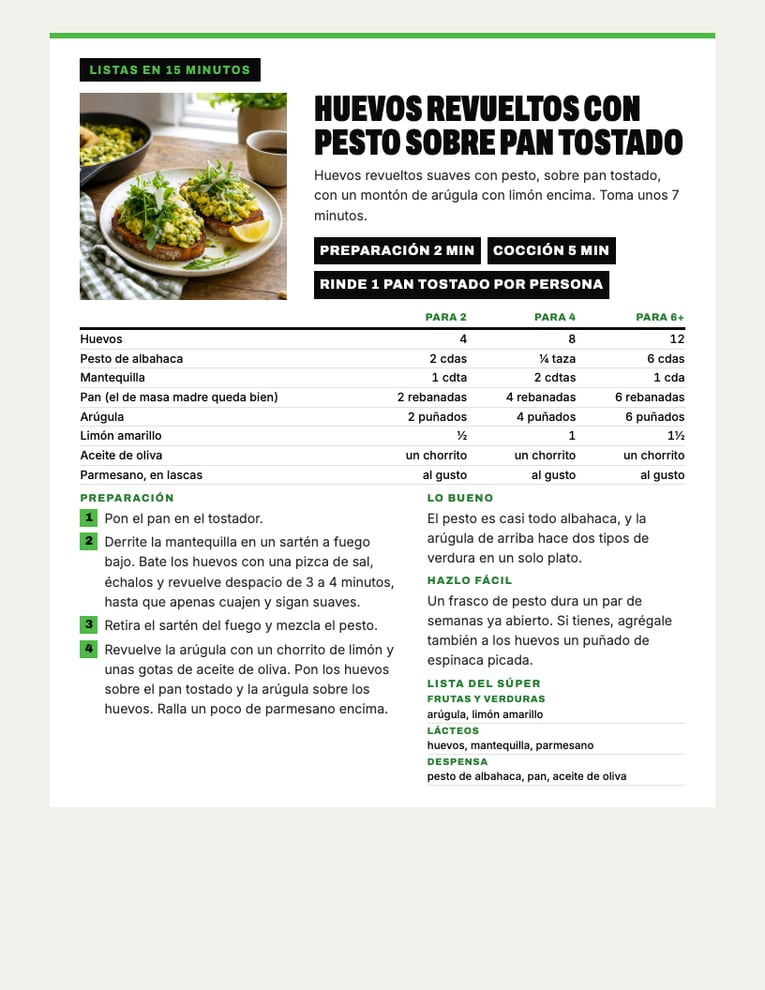 LISTAS EN 15 MINUTOS
HUEVOS REVUELTOS CON
PESTO SOBRE PAN TOSTADO
Huevos revueltos suaves con pesto, sobre pan tostado,
con un montón de arúgula con limón encima. Toma unos 7
minutos.
PREPARACIÓN 2 MIN COCCIÓN 5 MIN
RINDE 1 PAN TOSTADO POR PERSONA
PARA 2 PARA 4 PARA 6+
Huevos 4 8 12
Pesto de albahaca 2 cdas ¼ taza 6 cdas
Mantequilla 1 cdta 2 cdtas 1 cda
Pan (el de masa madre queda bien) 2 rebanadas 4 rebanadas 6 rebanadas
Arúgula 2 puñados 4 puñados 6 puñados
Limón amarillo ½ 1 1½
Aceite de oliva un chorrito un chorrito un chorrito
Parmesano, en lascas al gusto al gusto al gusto
PREPARACIÓN
1 Pon el pan en el tostador.
2 Derrite la mantequilla en un sartén a fuego
bajo. Bate los huevos con una pizca de sal,
échalos y revuelve despacio de 3 a 4 minutos,
hasta que apenas cuajen y sigan suaves.
3 Retira el sartén del fuego y mezcla el pesto.
4 Revuelve la arúgula con un chorrito de limón y
unas gotas de aceite de oliva. Pon los huevos
sobre el pan tostado y la arúgula sobre los
huevos. Ralla un poco de parmesano encima.
LO BUENO
El pesto es casi todo albahaca, y la
arúgula de arriba hace dos tipos de
verdura en un solo plato.
HAZLO FÁCIL
Un frasco de pesto dura un par de
semanas ya abierto. Si tienes, agrégale
también a los huevos un puñado de
espinaca picada.
LISTA DEL SÚPER
FRUTAS Y VERDURAS
arúgula, limón amarillo
LÁCTEOS
huevos, mantequilla, parmesano
DESPENSA
pesto de albahaca, pan, aceite de oliva